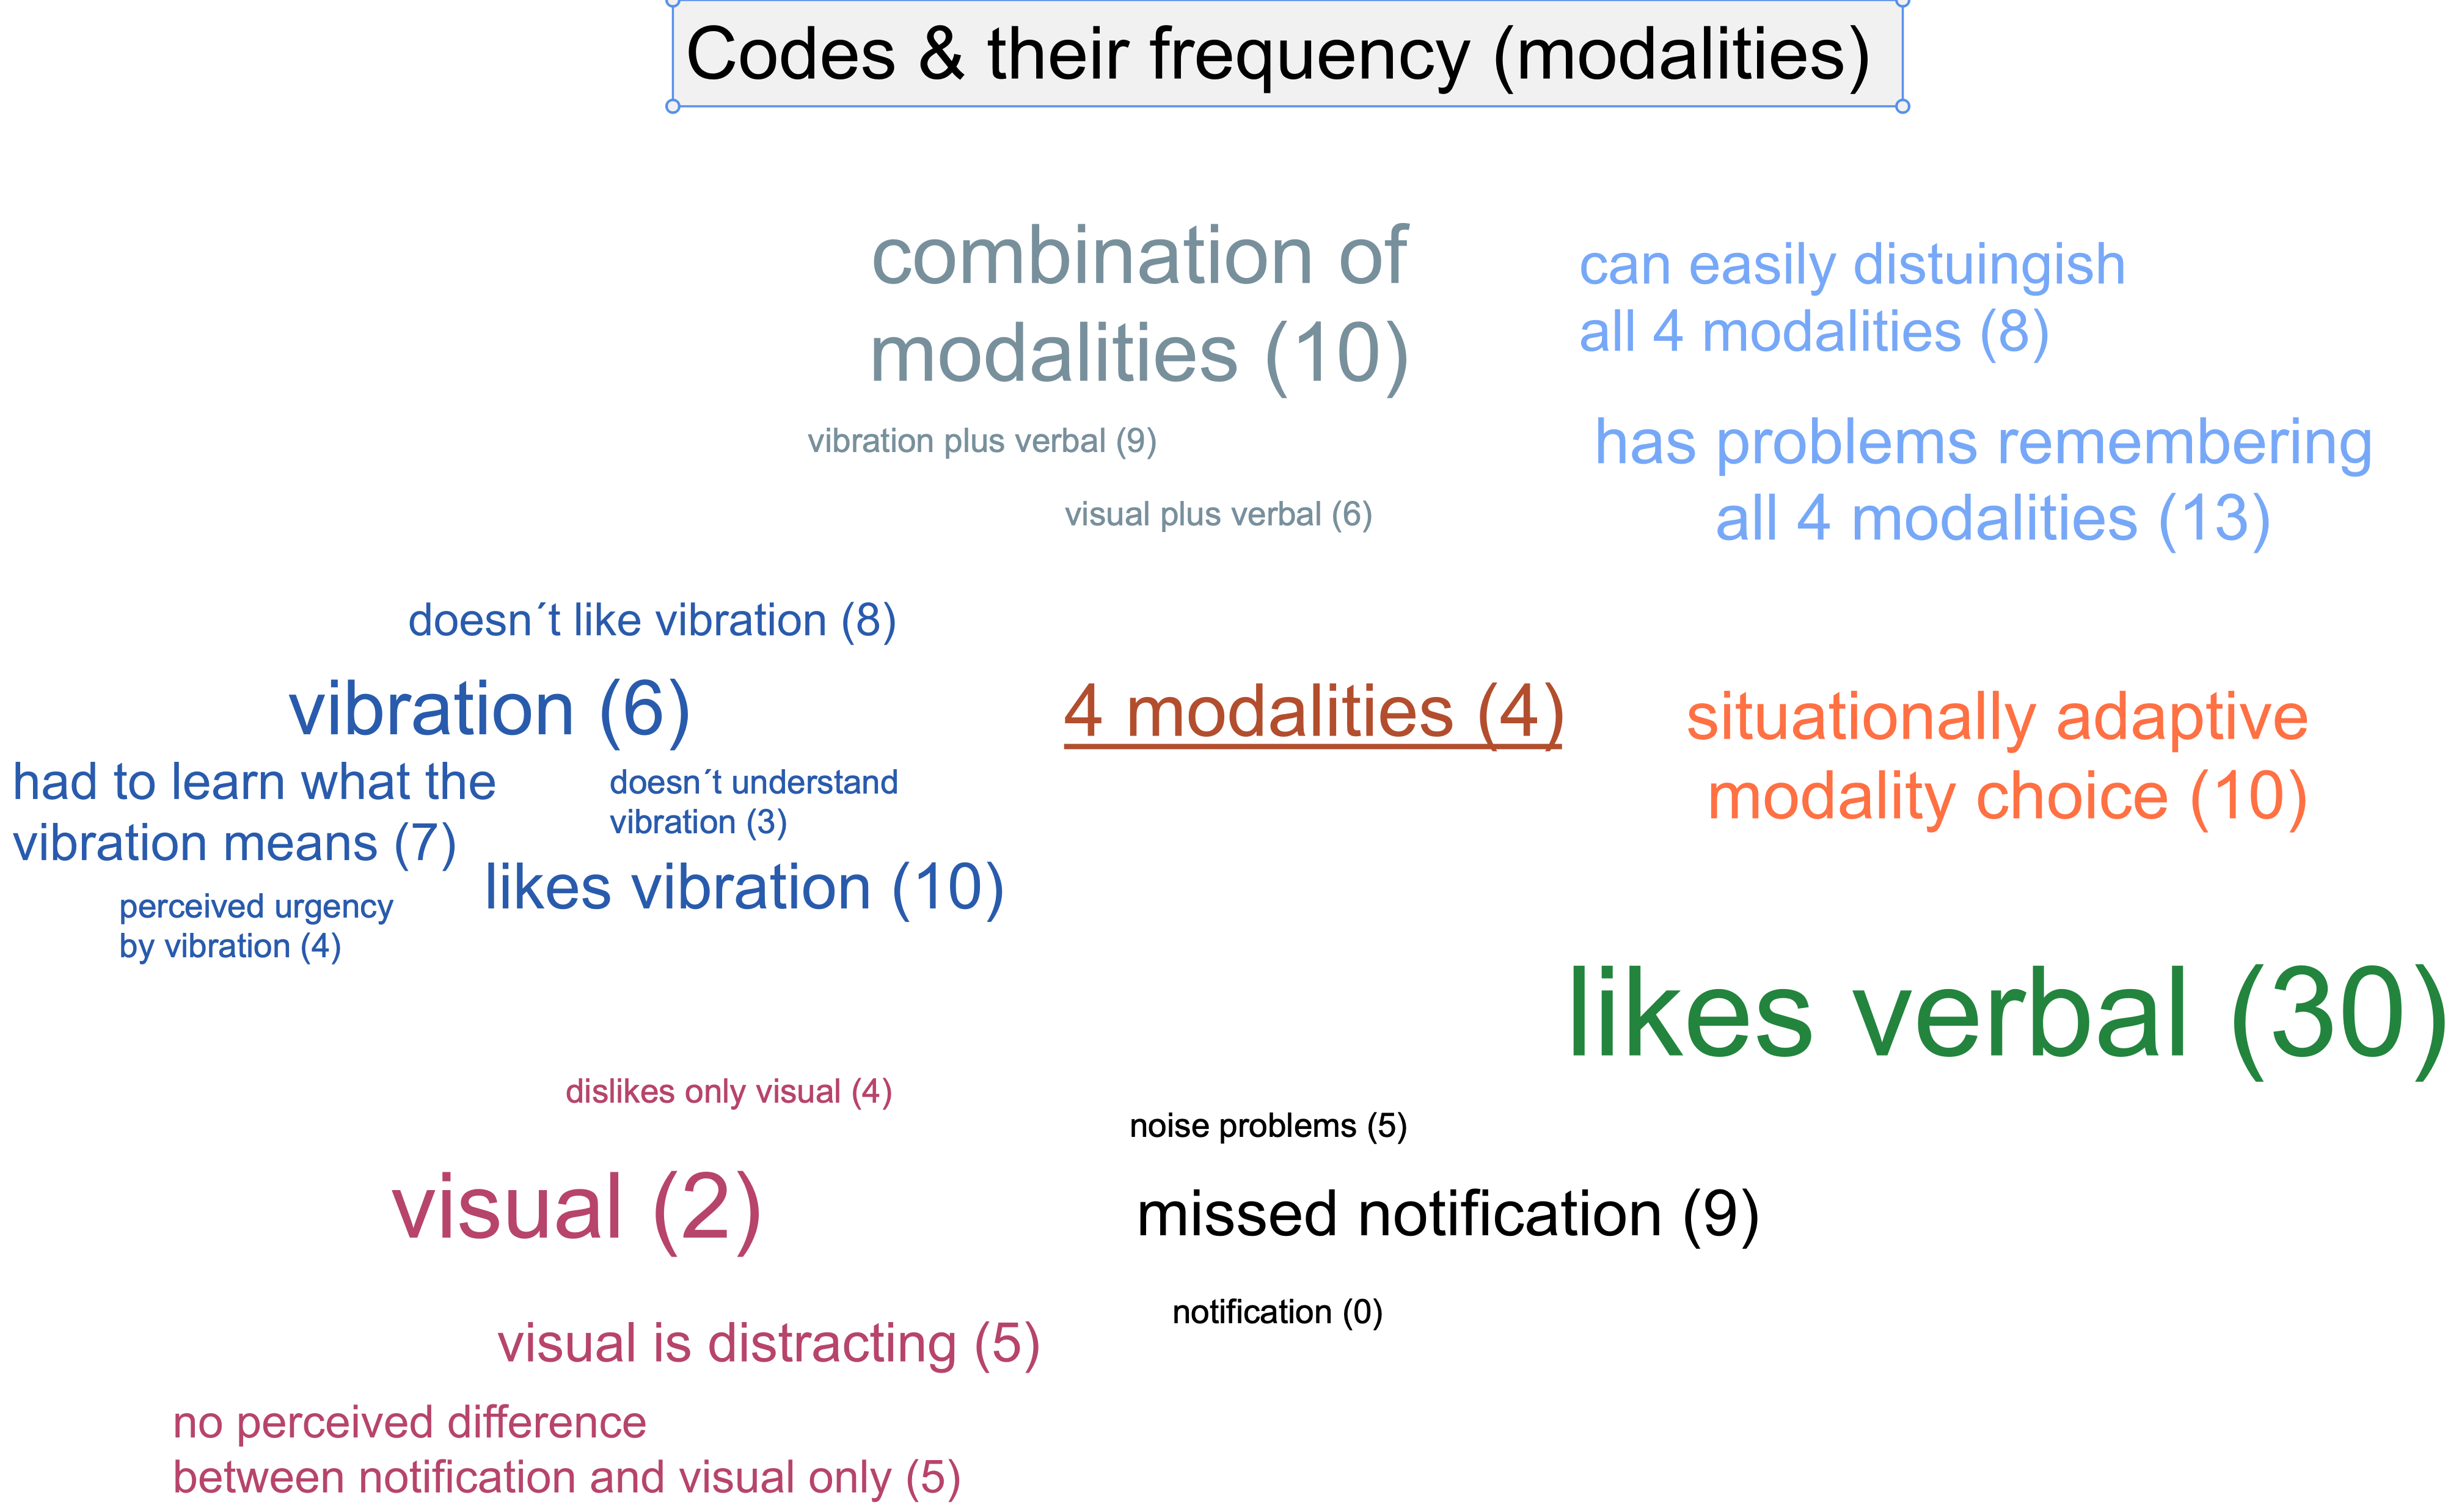 Codes & their frequency (modalities)
combination of
modalities (10)
vibration plus verbal (9)
visual plus verbal (6)
can easily distuingish
all 4 modalities (8)
has problems remembering
all 4 modalities (13)
doesn´t like vibration (8)
vibration (6)
had to learn what the
vibration means (7)
doesn´t understand
vibration (3)
likes vibration (10)
perceived urgency
by vibration (4)
4 modalities (4)
situationally adaptive
modality choice (10)
likes verbal (30)
dislikes only visual (4)
visual (2)
visual is distracting (5)
no perceived difference
between notification and visual only (5)
noise problems (5)
missed notification (9)
notification (0)